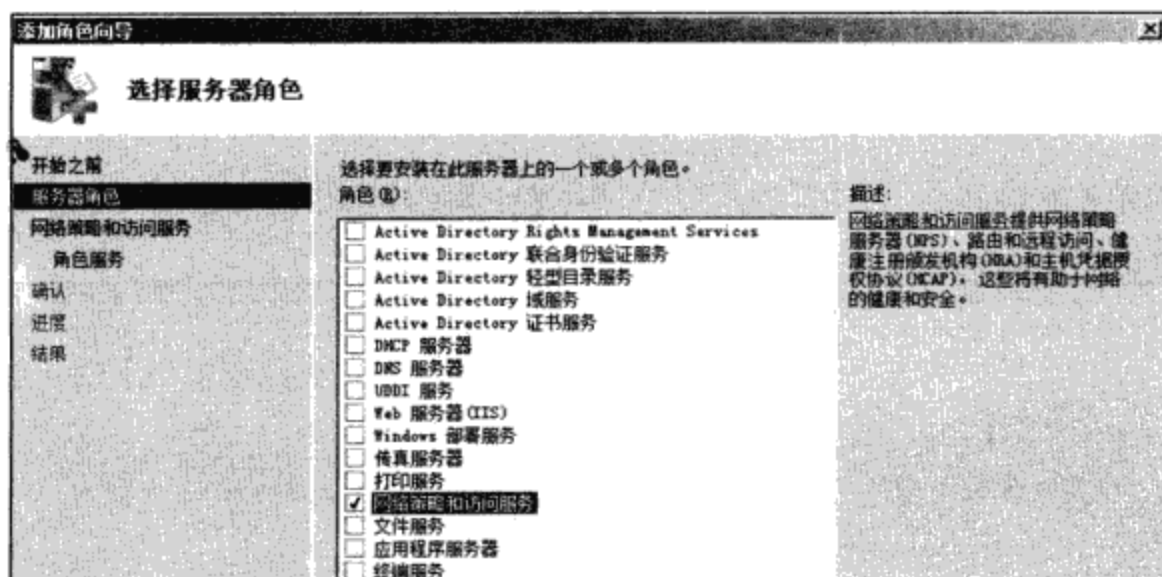 添加角色向导
选择服务器角色
开始之前
服务器角色
网络策略和访问服务
角色服务
确认
进度
结果
选择要安装在此服务器上的一个或多个角色。
角色(R):
Active Directory Rights Management Services
Active Directory 联合身份验证服务
Active Directory 轻型目录服务
Active Directory 域服务
Active Directory 证书服务
DHCP 服务器
DNS 服务器
UDDI 服务
Web 服务器(IIS)
Windows 部署服务
传真服务器
打印服务
网络策略和访问服务
文件服务
应用程序服务器
终端服务
描述:
网络策略和访问服务提供网络策略
服务器(NPS)、路由和远程访问、健
康注册颁发机构(HRA)和主机凭据授
权协议(HCAP)，这些将有助于网络
的健康和安全。